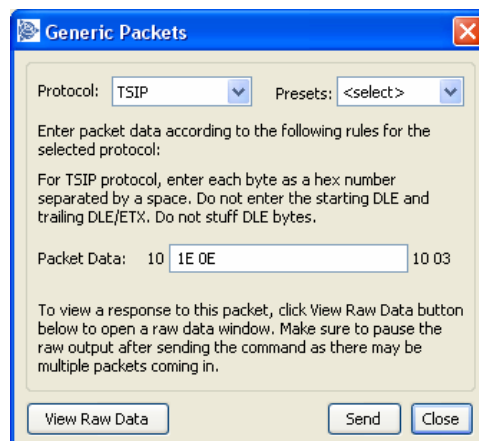 Generic Packets
Protocol: TSIP Presets: <select>
Enter packet data according to the following rules for the
selected protocol:
For TSIP protocol, enter each byte as a hex number
separated by a space. Do not enter the starting DLE and
trailing DLE/ETX. Do not stuff DLE bytes.
Packet Data: 10 1E 0E 10 03
To view a response to this packet, click View Raw Data button
below to open a raw data window. Make sure to pause the
raw output after sending the command as there may be
multiple packets coming in.
View Raw Data Send Close